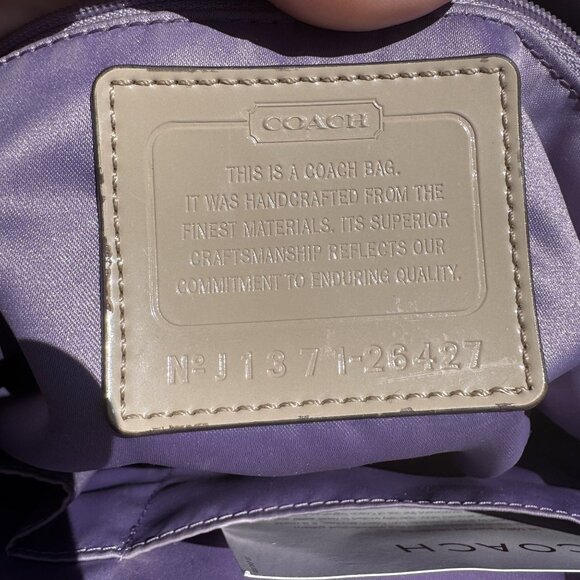 COACH
THIS IS A COACH BAG.
IT WAS HANDCRAFTED FROM THE
FINEST MATERIALS. ITS SUPERIOR
CRAFTSMANSHIP REFLECTS OUR
COMMITMENT TO ENDURING QUALITY.
Nº J1371-26427
COACH